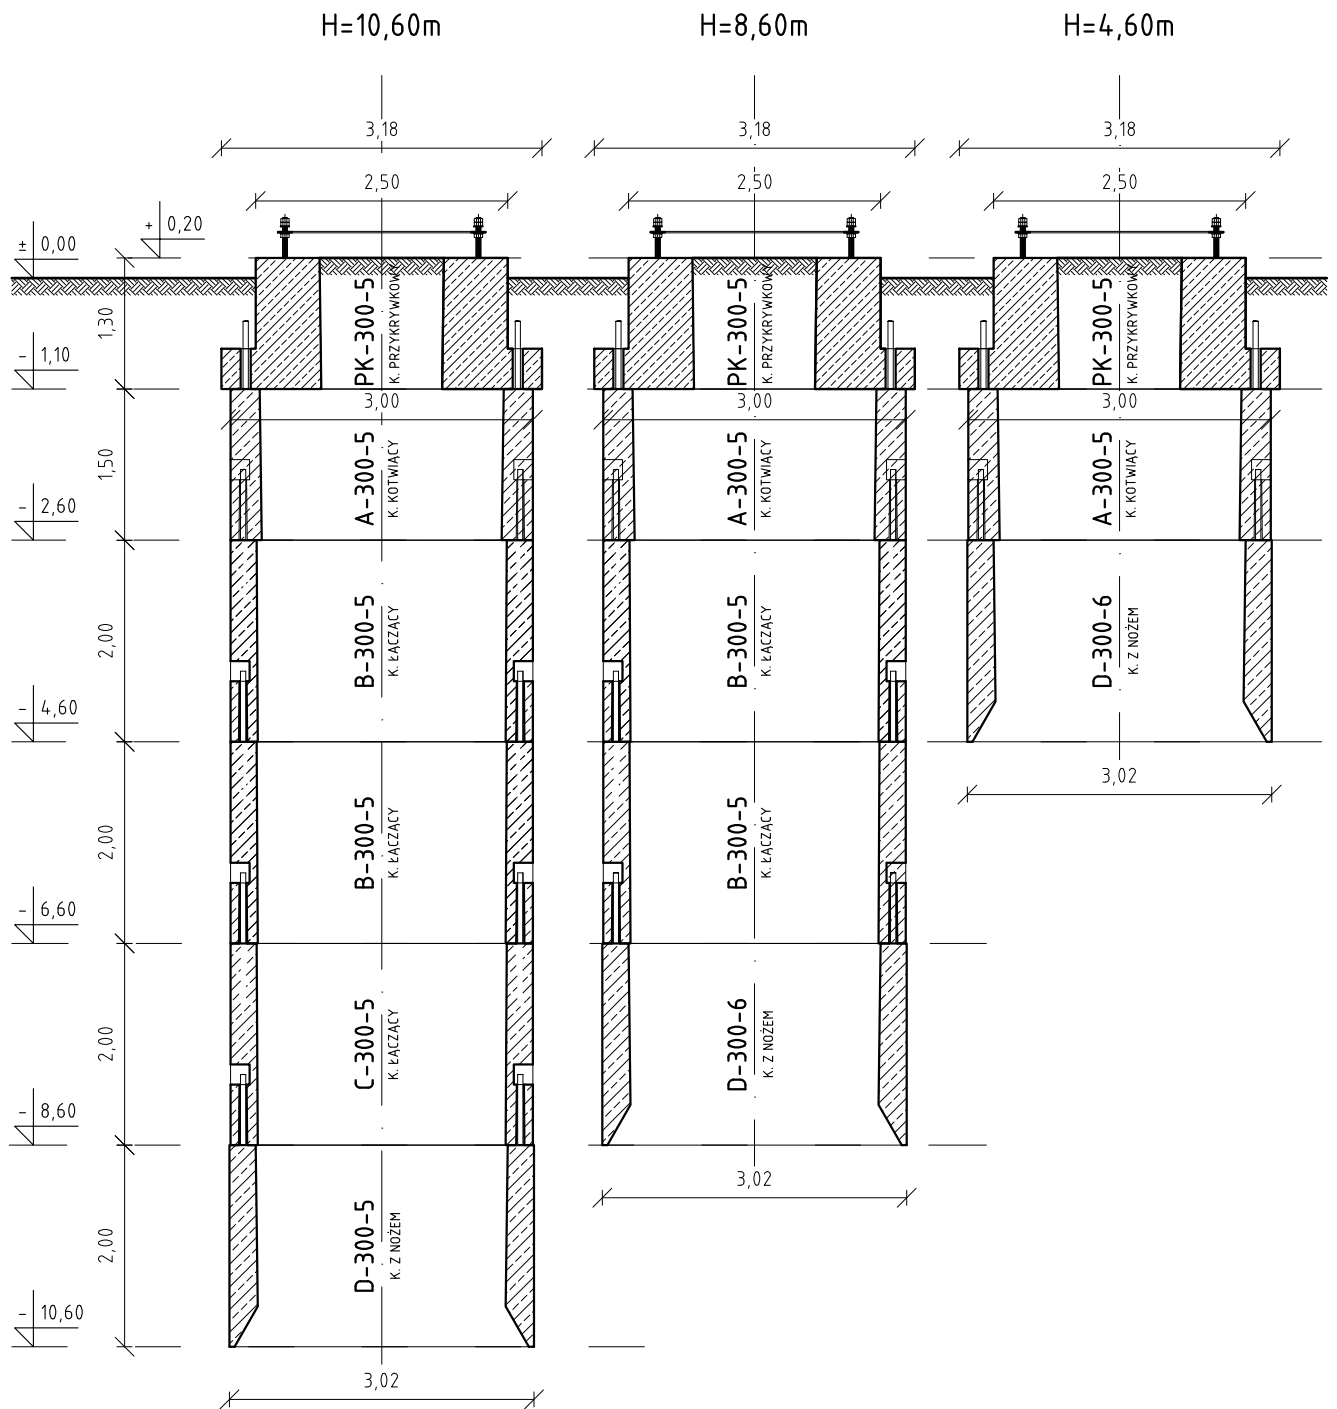 H=10,60m
H=8,60m
H=4,60m
3,18
3,18
3,18
2,50
2,50
2,50
± 0,00
+ 0,20
1,30
- 1,10
PK-300-5
K. PRZYKRYWKOWY
PK-300-5
K. PRZYKRYWKOWY
PK-300-5
K. PRZYKRYWKOWY
3,00
3,00
3,00
1,50
- 2,60
A-300-5
K. KOTWIĄCY
A-300-5
K. KOTWIĄCY
A-300-5
K. KOTWIĄCY
2,00
- 4,60
B-300-5
K. ŁĄCZĄCY
B-300-5
K. ŁĄCZĄCY
D-300-6
K. Z NOŻEM
3,02
2,00
- 6,60
B-300-5
K. ŁĄCZĄCY
B-300-5
K. ŁĄCZĄCY
2,00
- 8,60
C-300-5
K. ŁĄCZĄCY
D-300-6
K. Z NOŻEM
3,02
2,00
- 10,60
D-300-5
K. Z NOŻEM
3,02